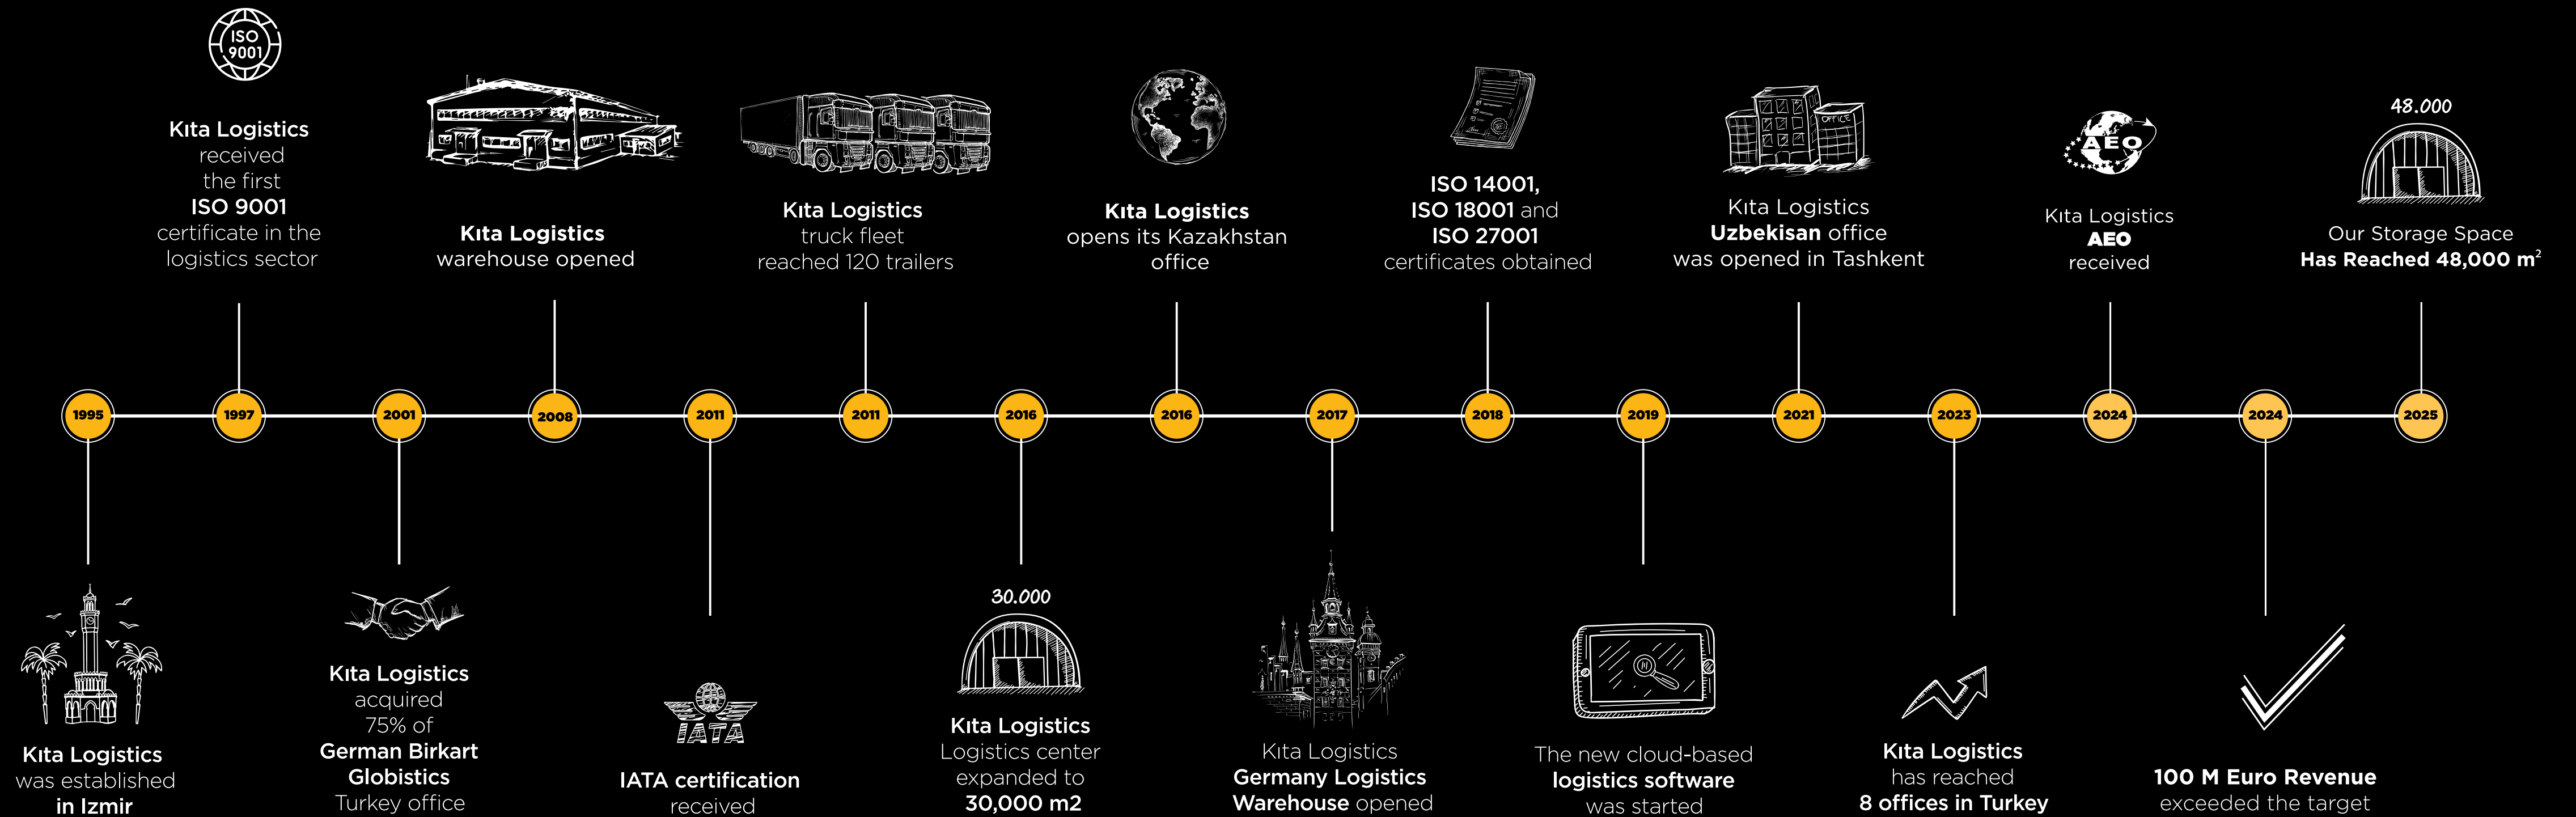 ISO
9001
Kıta Logistics
received
the first
ISO 9001
certificate in the
logistics sector
Kıta Logistics
warehouse opened
Kıta Logistics
truck fleet
reached 120 trailers
Kıta Logistics
opens its Kazakhstan
office
ISO 14001,
ISO 18001 and
ISO 27001
certificates obtained
OFFICE
Kıta Logistics
Uzbekisan office
was opened in Tashkent
AEO
Kıta Logistics
AEO
received
48.000
Our Storage Space
Has Reached 48,000 m²
1995
1997
2001
2008
2011
2011
2016
2016
2017
2018
2019
2021
2023
2024
2024
2025
Kıta Logistics
was established
in Izmir
Kıta Logistics
acquired
75% of
German Birkart
Globistics
Turkey office
IATA
IATA certification
received
30.000
Kıta Logistics
Logistics center
expanded to
30,000 m2
Kıta Logistics
Germany Logistics
Warehouse opened
The new cloud-based
logistics software
was started
Kıta Logistics
has reached
8 offices in Turkey
100 M Euro Revenue
exceeded the target